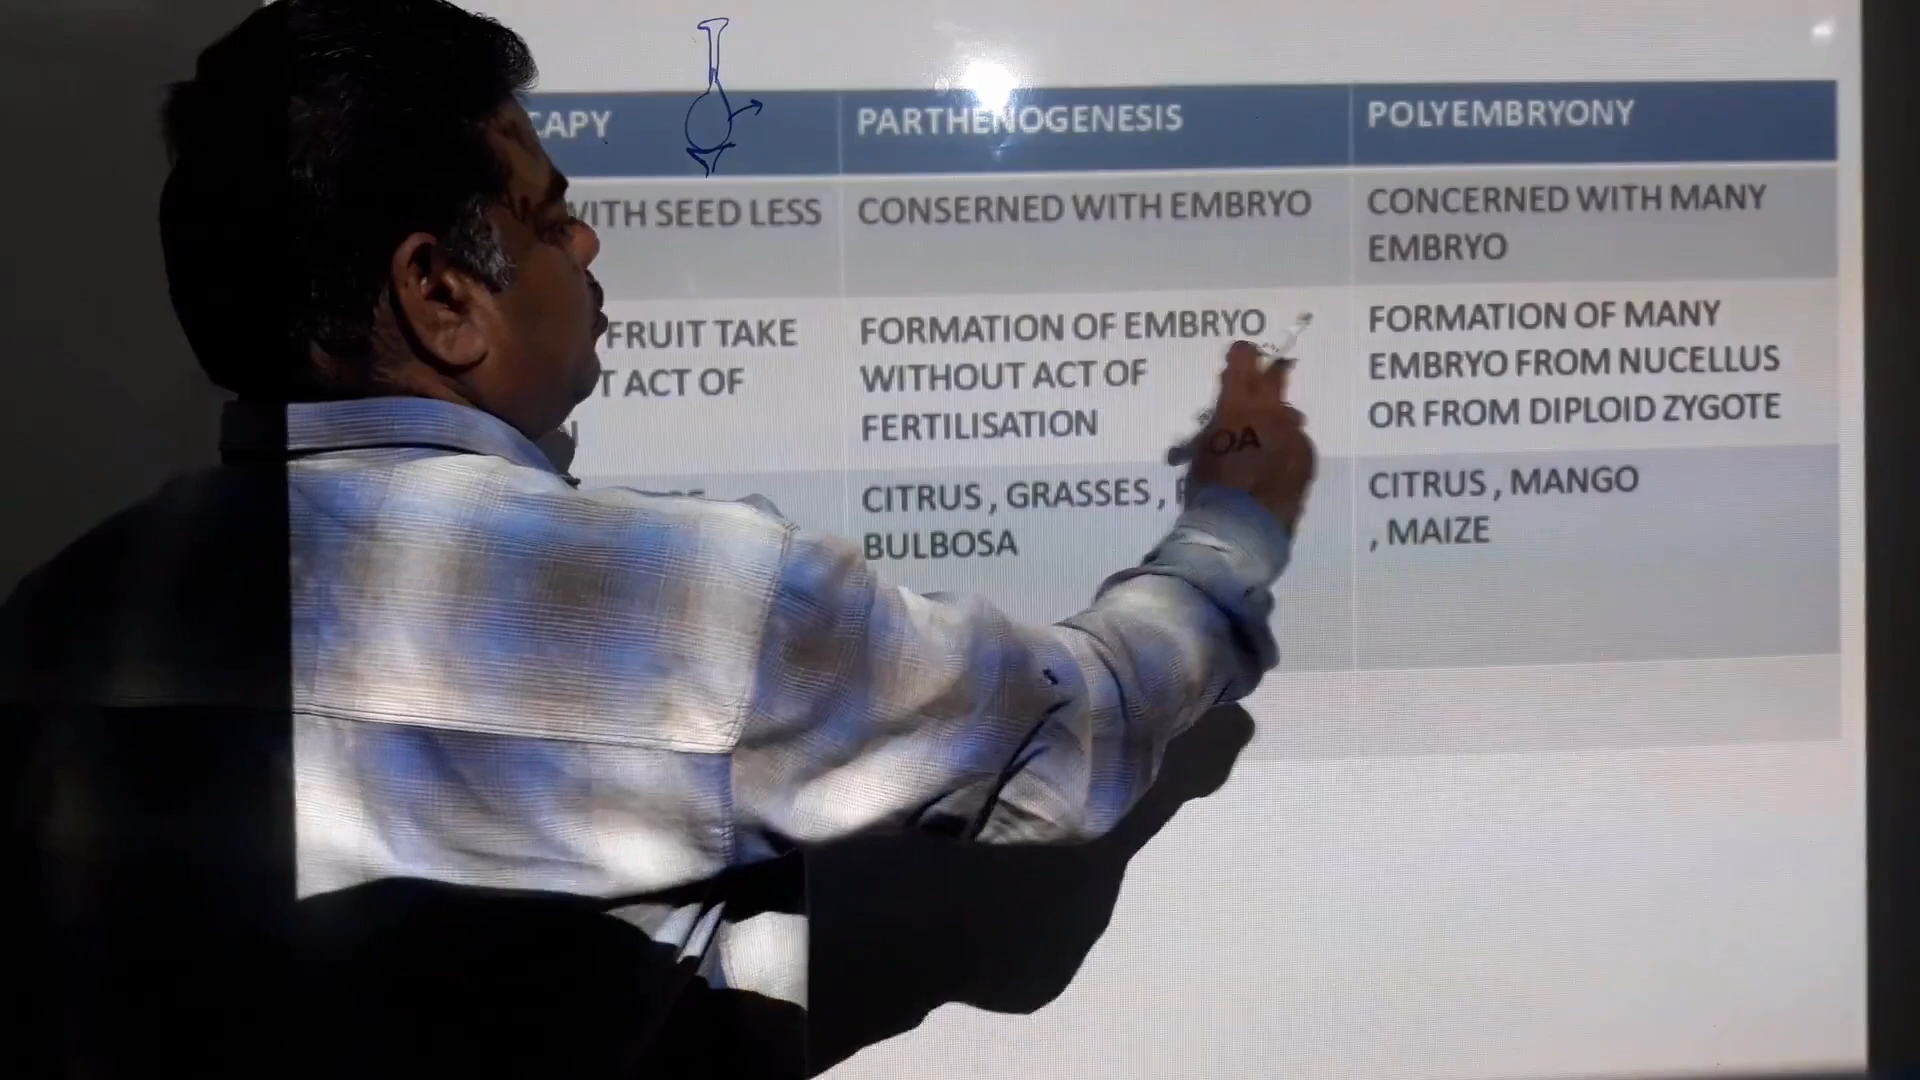 PARTHENOGENESIS
POLYEMBRYONY
WITH SEED LESS
CONSERNED WITH EMBRYO
CONCERNED WITH MANY
EMBRYO
FRUIT TAKE
ACT OF
FORMATION OF EMBRYO
WITHOUT ACT OF
FERTILISATION
FORMATION OF MANY
EMBRYO FROM NUCELLUS
OR FROM DIPLOID ZYGOTE
CITRUS , GRASSES ,
BULBOSA
CITRUS , MANGO
, MAIZE